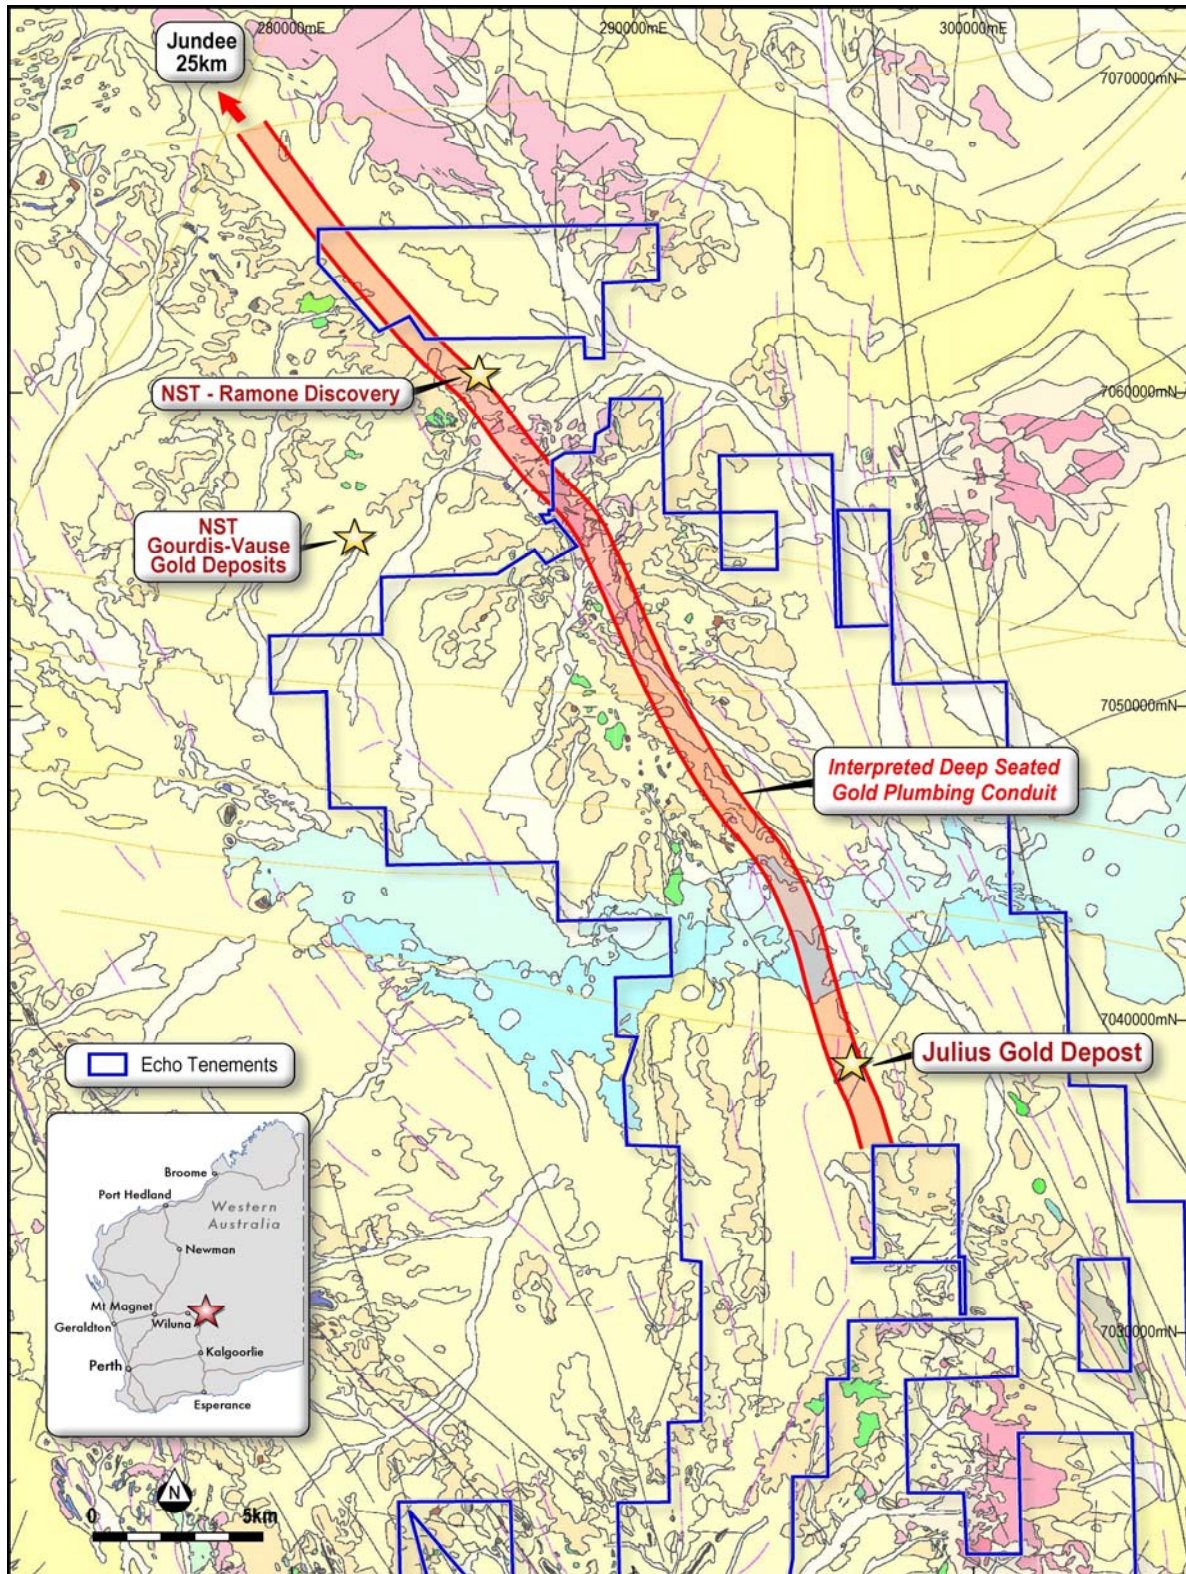 280000mE
290000mE
300000mE
Jundee
25km
7070000mN
NST - Ramone Discovery
7060000mN
NST
Gourdis-Vause
Gold Deposits
7050000mN
Interpreted Deep Seated
Gold Plumbing Conduit
7040000mN
Julius Gold Depost
Echo Tenements
Broome
Port Hedland
Western
Australia
Newman
Mt Magnet
Wiluna
Geraldton
Kalgoorlie
Perth
Esperance
7030000mN
N
0
5km